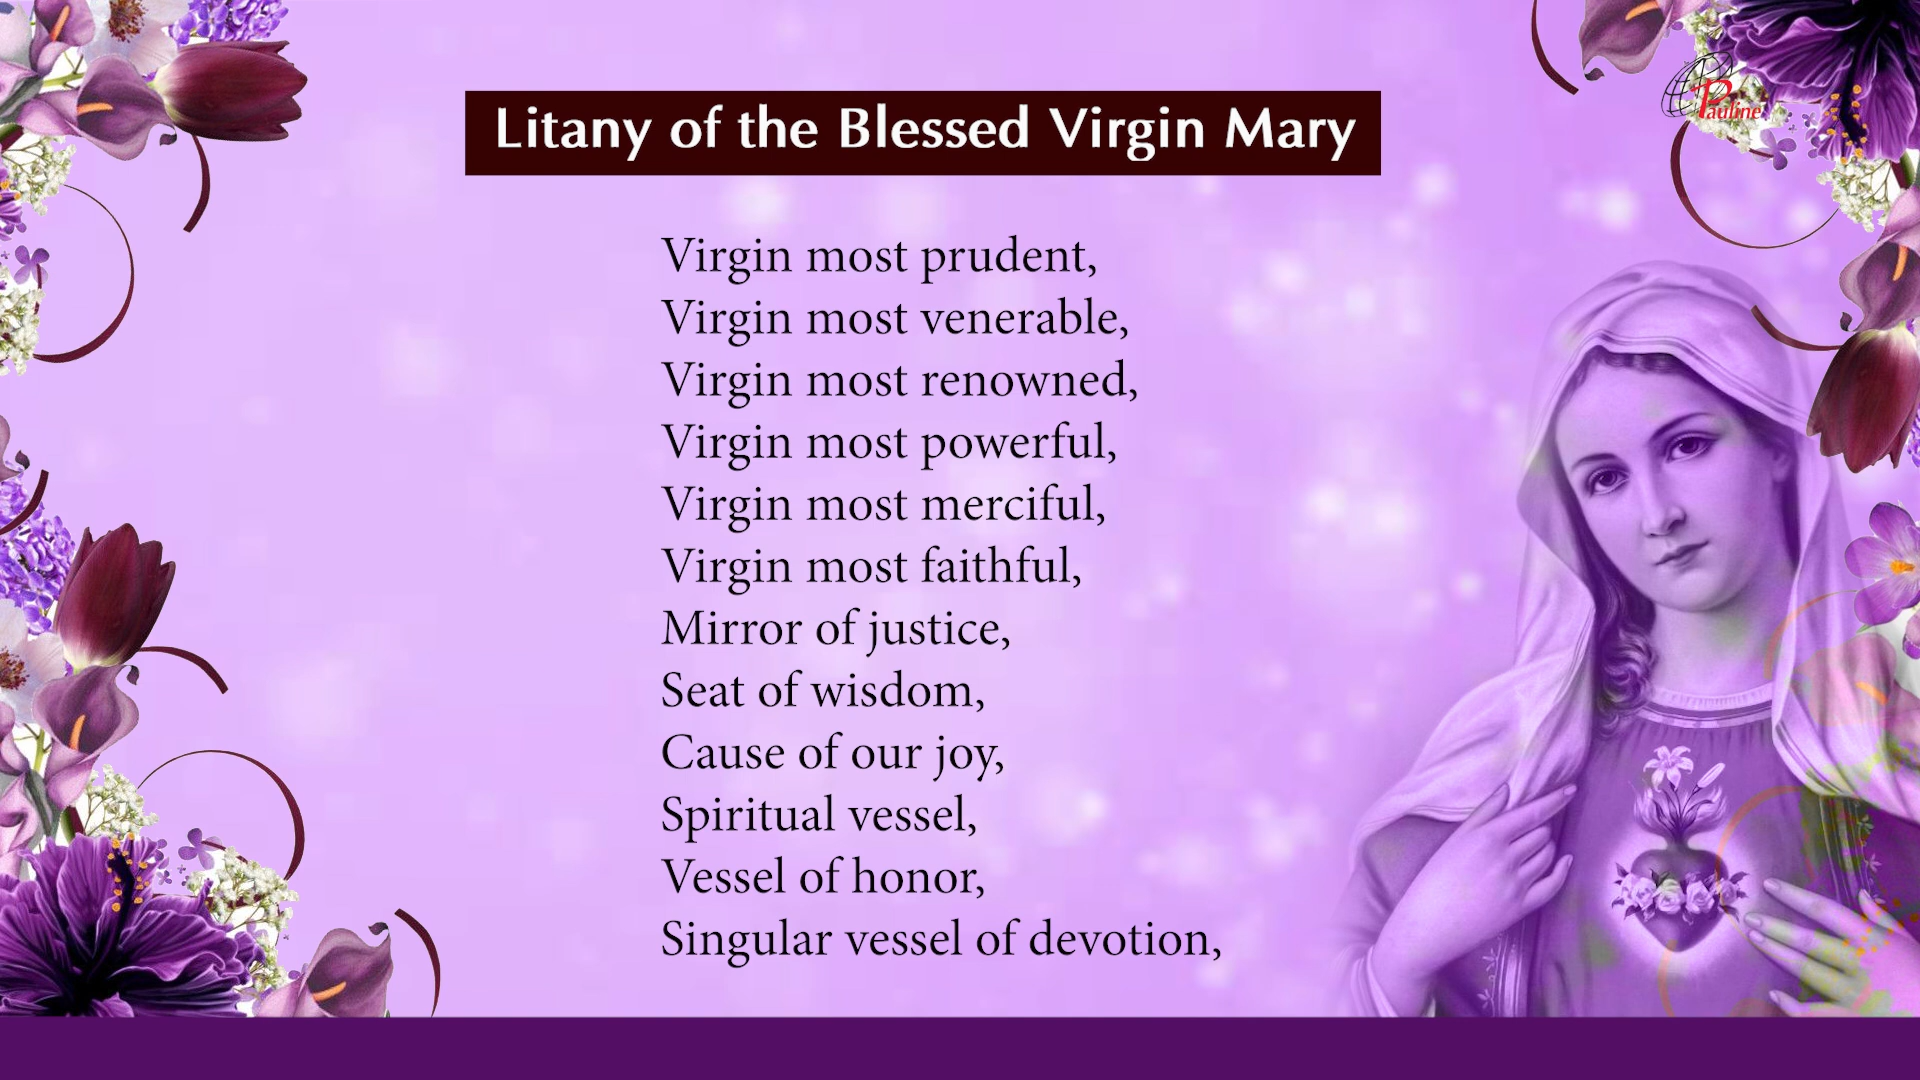 Pauline
Litany of the Blessed Virgin Mary
Virgin most prudent,
Virgin most venerable,
Virgin most renowned,
Virgin most powerful,
Virgin most merciful,
Virgin most faithful,
Mirror of justice,
Seat of wisdom,
Cause of our joy,
Spiritual vessel,
Vessel of honor,
Singular vessel of devotion,